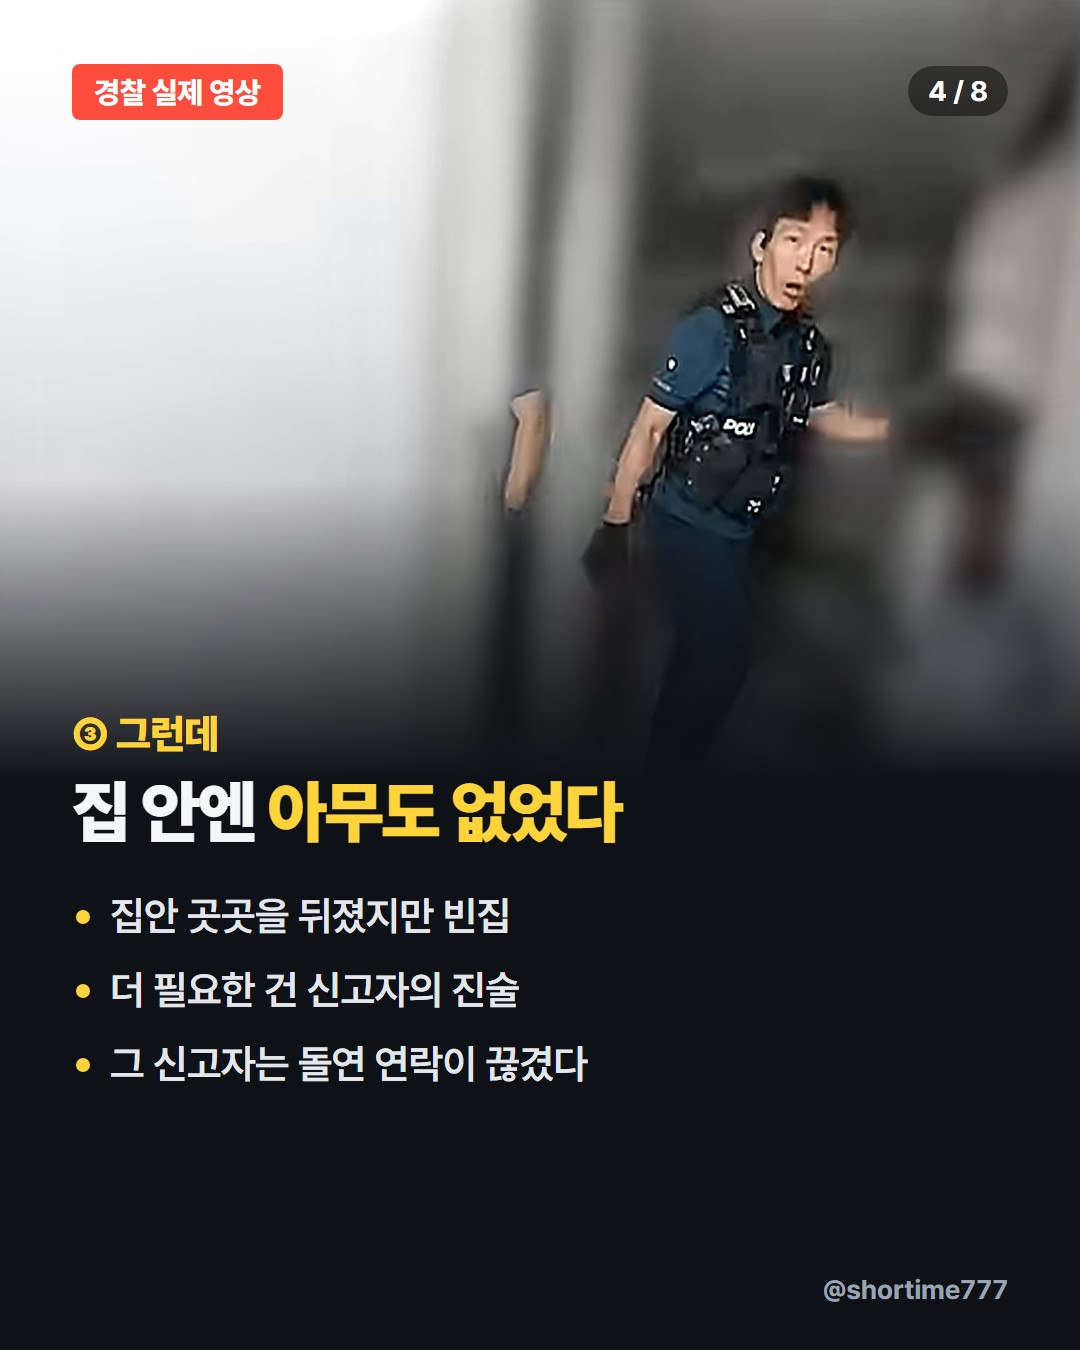 경찰 실제 영상
4 / 8
POLI
③ 그런데
집 안엔 아무도 없었다
• 집안 곳곳을 뒤졌지만 빈집
• 더 필요한 건 신고자의 진술
• 그 신고자는 돌연 연락이 끊겼다
@shortime777